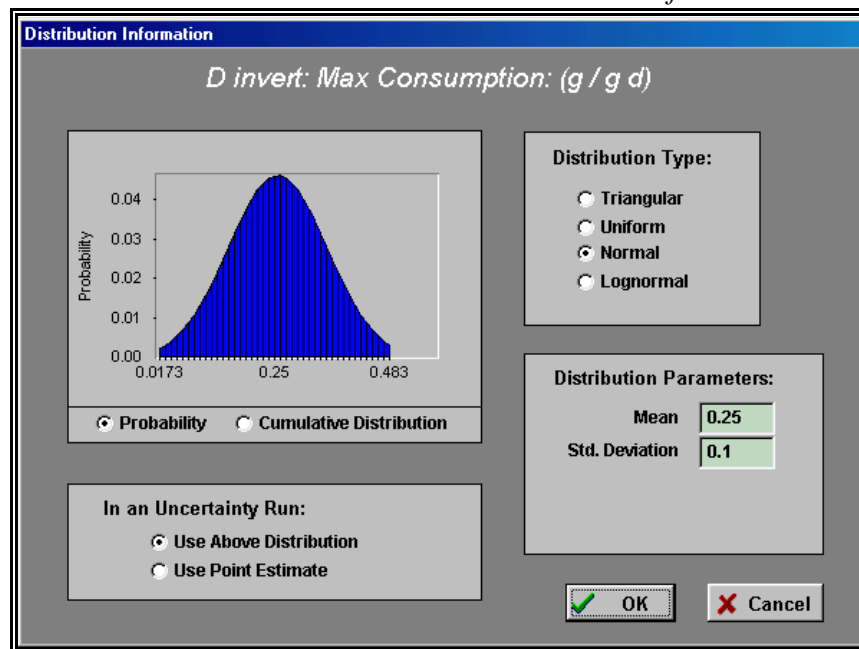 Distribution Information
D invert: Max Consumption: (g / g d)
Probability
0.04
0.03
0.02
0.01
0.00
0.0173 0.25 0.483
Probability Cumulative Distribution
In an Uncertainty Run:
Use Above Distribution
Use Point Estimate
Distribution Type:
Triangular
Uniform
Normal
Lognormal
Distribution Parameters:
Mean 0.25
Std. Deviation 0.1
OK Cancel